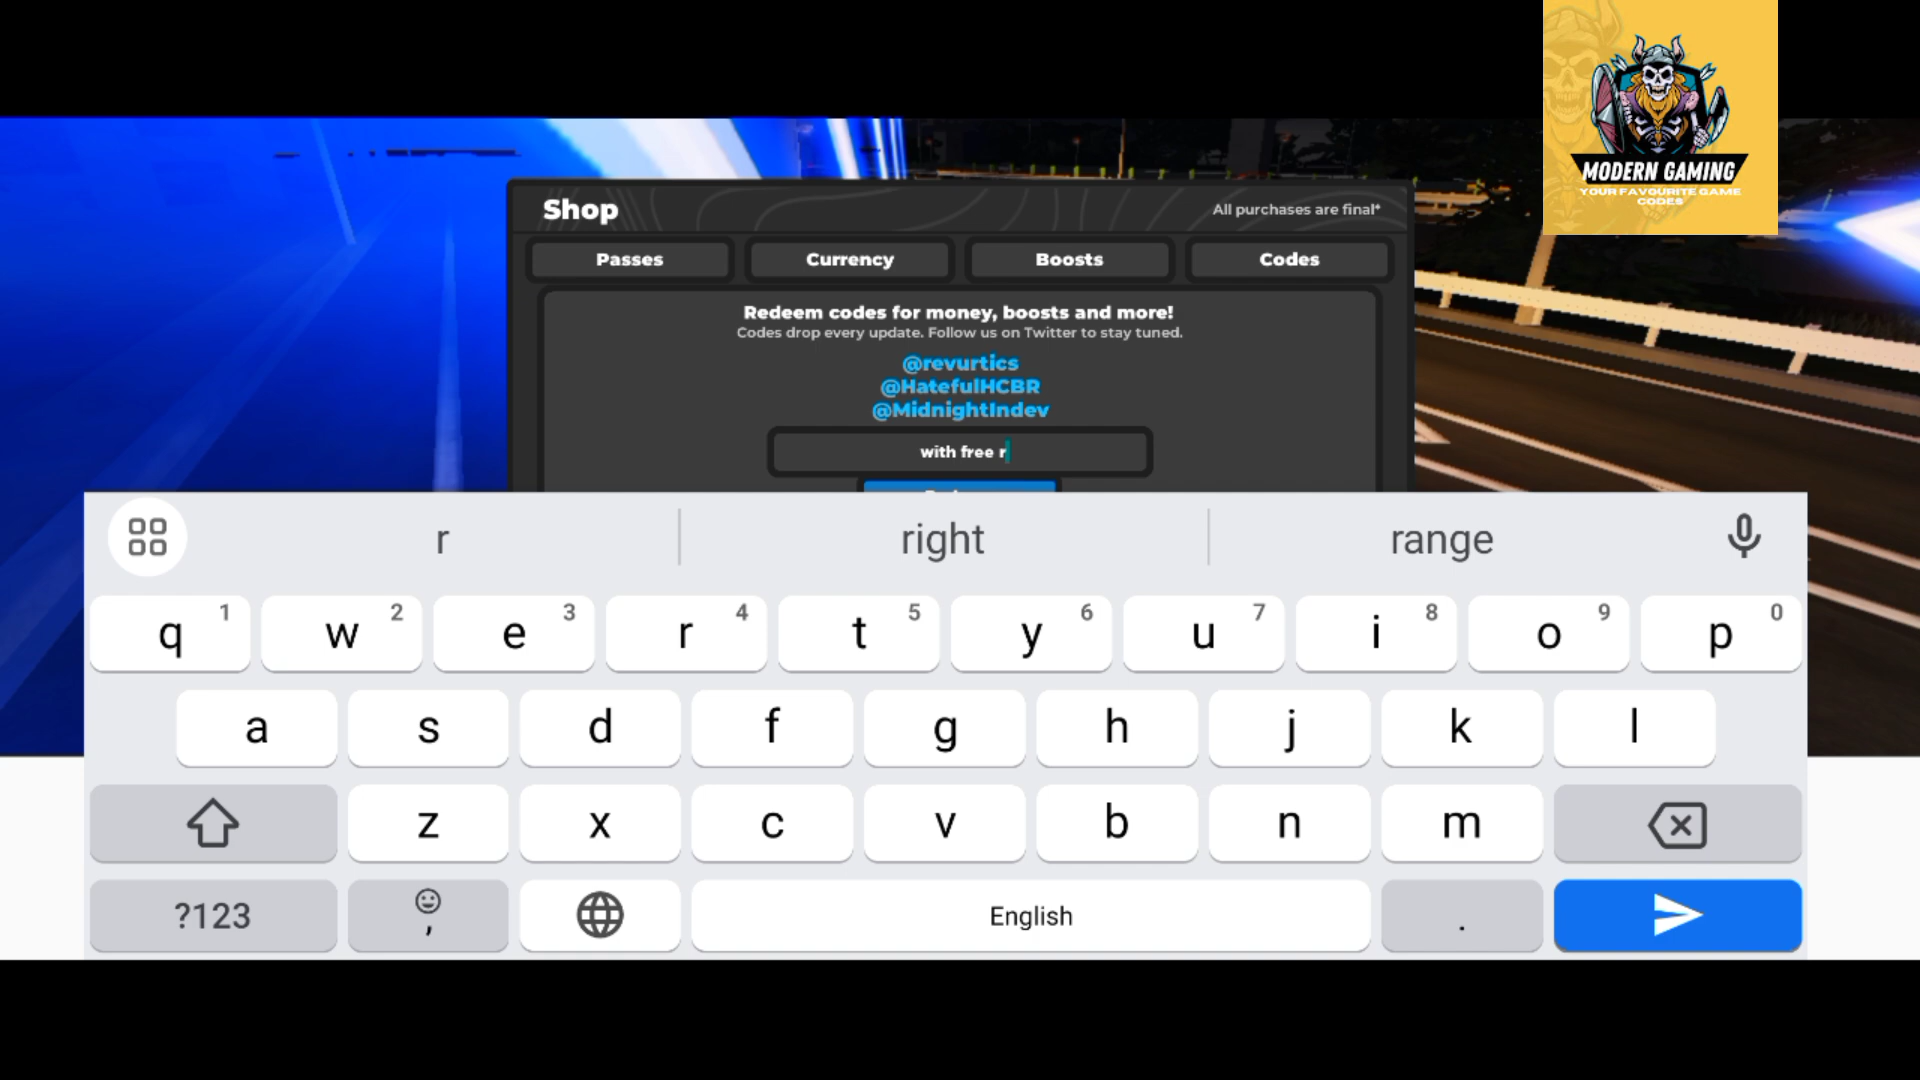 MODERN GAMING
YOUR FAVOURITE GAME
CODES
Shop
All purchases are final*
Passes
Currency
Boosts
Codes
Redeem codes for money, boosts and more!
Codes drop every update. Follow us on Twitter to stay tuned.
@revurtics
@HatefulHCBR
@MidnightIndev
with free r
r
right
range
q 1 w 2 e 3 r 4 t 5 y 6 u 7 i 8 o 9 p 0
a s d f g h j k l
z x c v b n m
?123 , English .